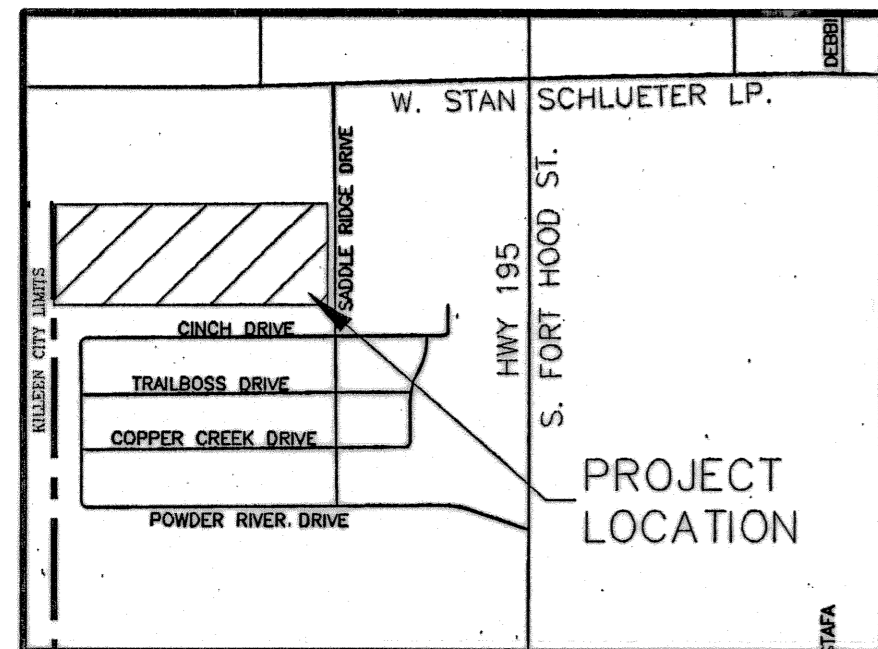 DEBBI
W. STAN SCHLUETER LP.
SADDLE RIDGE DRIVE
HWY 195
S. FORT HOOD ST.
KILLEEN CITY LIMITS
CINCH DRIVE
TRAILBOSS DRIVE
COPPER CREEK DRIVE
POWDER RIVER. DRIVE
PROJECT
LOCATION
STAFA